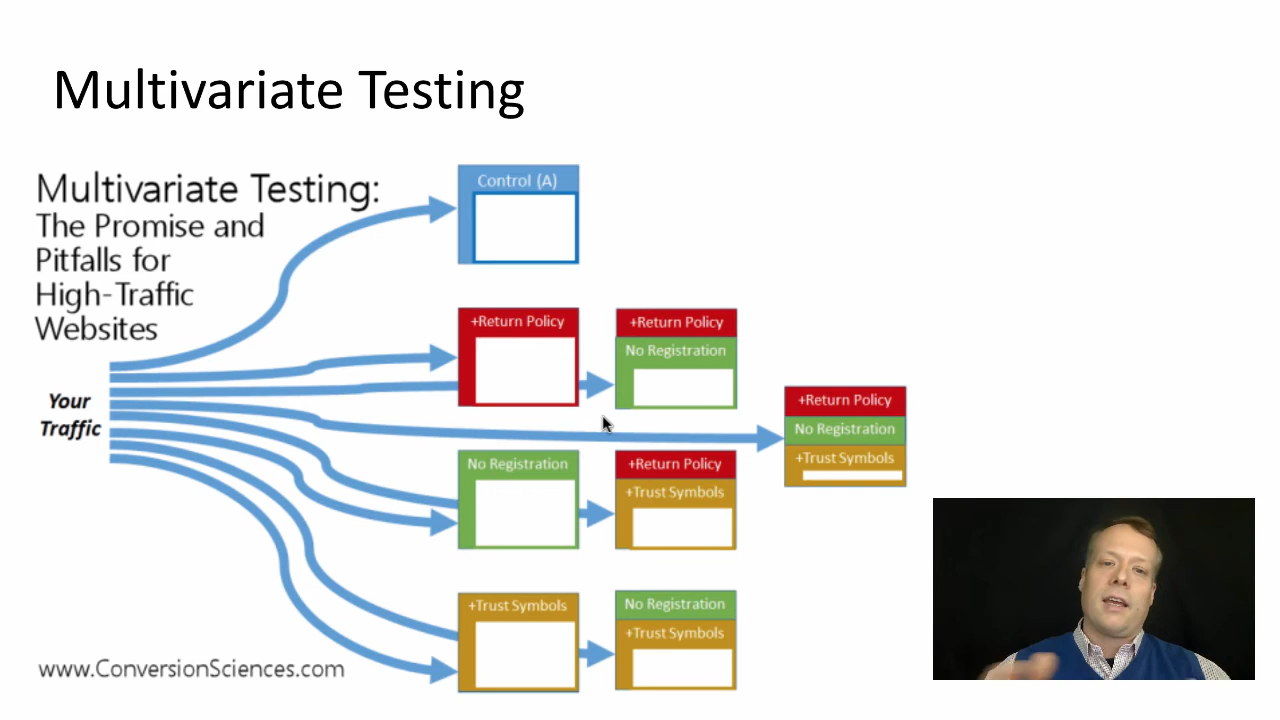 Multivariate Testing
Multivariate Testing:
The Promise and
Pitfalls for
High-Traffic
Websites
Your
Traffic
Control (A)
+Return Policy
+Return Policy
No Registration
+Return Policy
No Registration
+Trust Symbols
No Registration
+Return Policy
+Trust Symbols
+Trust Symbols
No Registration
+Trust Symbols
www.ConversionSciences.com